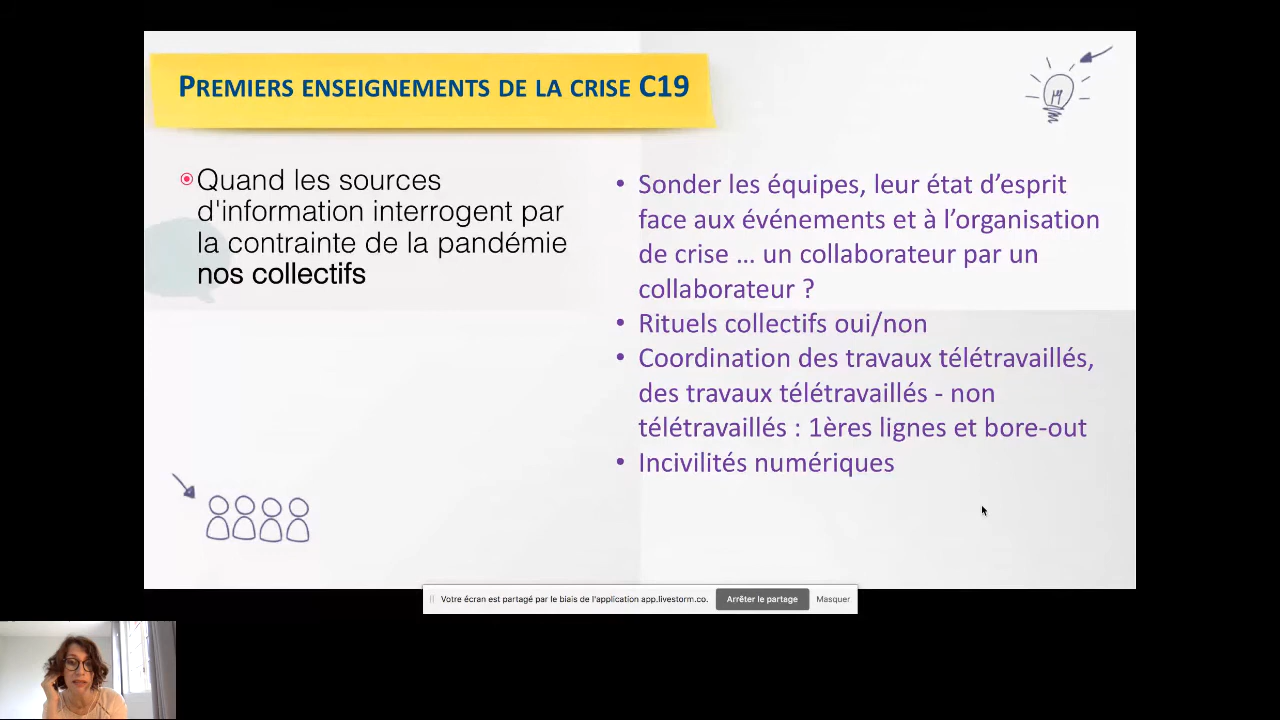 PREMIERS ENSEIGNEMENTS DE LA CRISE C19
Quand les sources
d'information interrogent par
la contrainte de la pandémie
nos collectifs
• Sonder les équipes, leur état d’esprit
face aux événements et à l’organisation
de crise … un collaborateur par un
collaborateur ?
• Rituels collectifs oui/non
• Coordination des travaux télétravaillés,
des travaux télétravaillés - non
télétravaillés : 1ères lignes et bore-out
• Incivilités numériques
Votre écran est partagé par le biais de l'application app.livestorm.co.
Arrêter le partage
Masquer